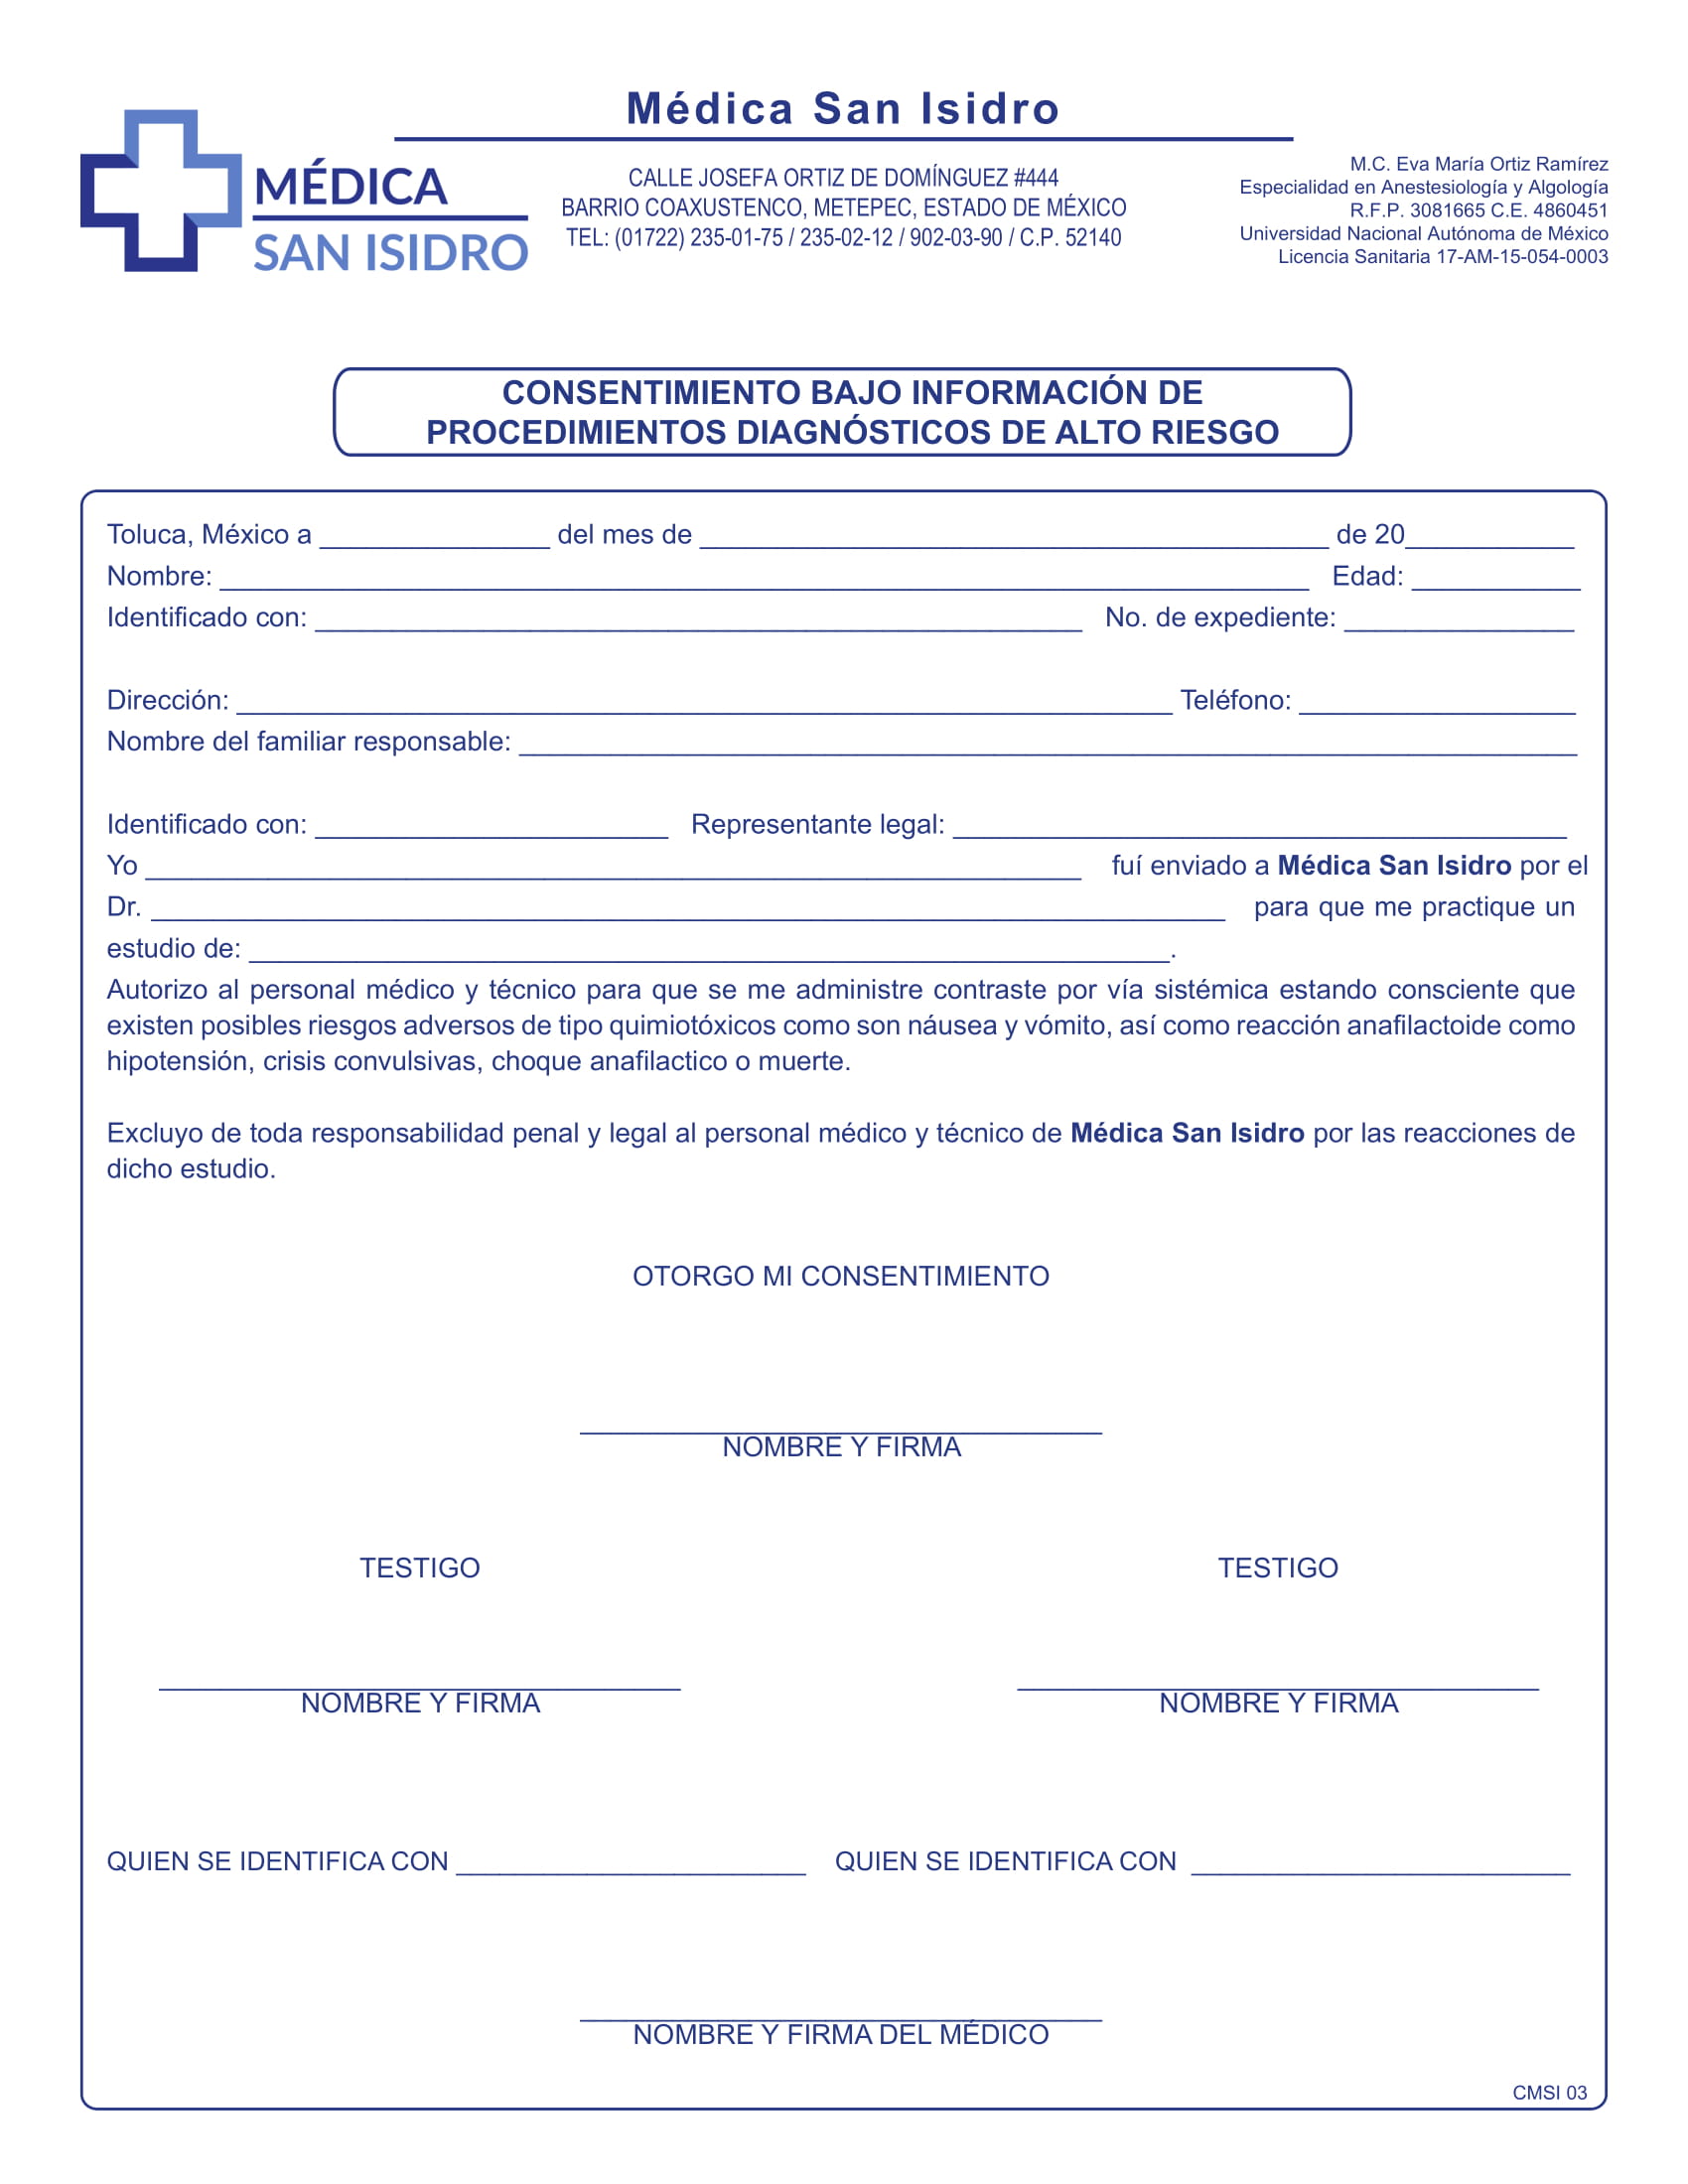 Médica San Isidro
MÉDICA
SAN ISIDRO
CALLE JOSEFA ORTIZ DE DOMÍNGUEZ #444
BARRIO COAXUSTENCO, METEPEC, ESTADO DE MÉXICO
TEL: (01722) 235-01-75 / 235-02-12 / 902-03-90 / C.P. 52140
M.C. Eva María Ortiz Ramírez
Especialidad en Anestesiología y Algología
R.F.P. 3081665 C.E. 4860451
Universidad Nacional Autónoma de México
Licencia Sanitaria 17-AM-15-054-0003
CONSENTIMIENTO BAJO INFORMACIÓN DE
PROCEDIMIENTOS DIAGNÓSTICOS DE ALTO RIESGO
Toluca, México a _______________ del mes de _________________________________________ de 20___________
Nombre: _______________________________________________________________________ Edad: ___________
Identificado con: __________________________________________________ No. de expediente: _______________
Dirección: _____________________________________________________________ Teléfono: __________________
Nombre del familiar responsable: _____________________________________________________________________
Identificado con: _______________________ Representante legal: ________________________________________
Yo _____________________________________________________________ fuí enviado a Médica San Isidro por el
Dr. ______________________________________________________________________ para que me practique un
estudio de: ____________________________________________________________.
Autorizo al personal médico y técnico para que se me administre contraste por vía sistémica estando consciente que
existen posibles riesgos adversos de tipo quimiotóxicos como son náusea y vómito, así como reacción anafilactoide como
hipotensión, crisis convulsivas, choque anafilactico o muerte.
Excluyo de toda responsabilidad penal y legal al personal médico y técnico de Médica San Isidro por las reacciones de
dicho estudio.
OTORGO MI CONSENTIMIENTO
__________________________________
NOMBRE Y FIRMA
TESTIGO TESTIGO
__________________________________ __________________________________
NOMBRE Y FIRMA NOMBRE Y FIRMA
QUIEN SE IDENTIFICA CON _______________________ QUIEN SE IDENTIFICA CON _________________________
__________________________________
NOMBRE Y FIRMA DEL MÉDICO
CMSI 03